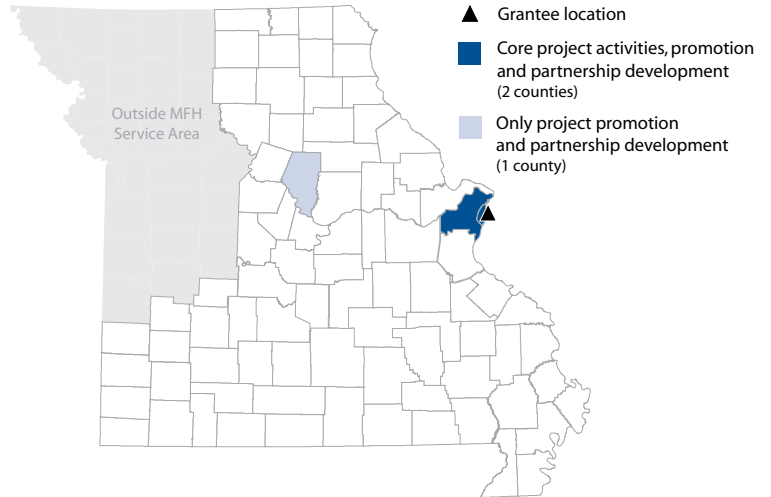 Grantee location
Core project activities, promotion
and partnership development
(2 counties)
Outside MFH
Service Area
Only project promotion
and partnership development
(1 county)